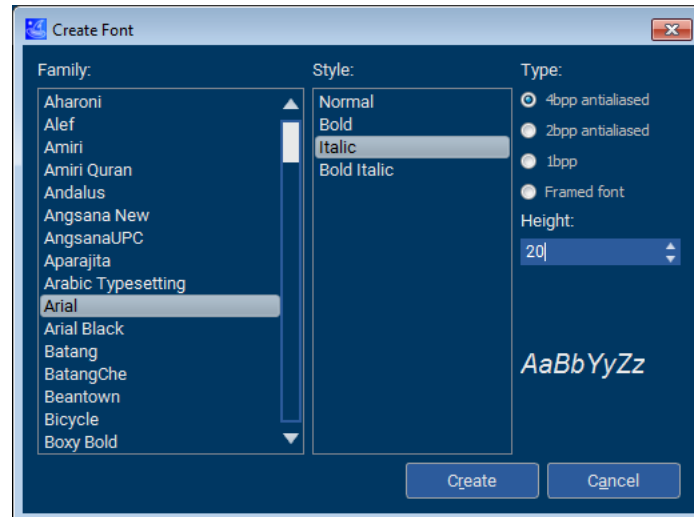 Create Font
Family:
Aharoni
Alef
Amiri
Amiri Quran
Andalus
Angsana New
AngsanaUPC
Aparajita
Arabic Typesetting
Arial
Arial Black
Batang
BatangChe
Beantown
Bicycle
Boxy Bold
Style:
Normal
Bold
Italic
Bold Italic
Type:
4bpp antialiased
2bpp antialiased
1bpp
Framed font
Height:
20
AaBbYyZz
Create
Cancel